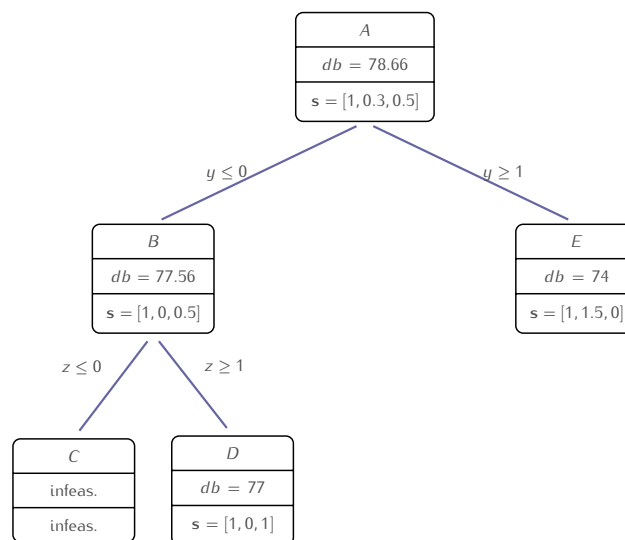 A
db = 78.66
s = [1, 0.3, 0.5]
y ≤ 0
y ≥ 1
B
db = 77.56
s = [1, 0, 0.5]
E
db = 74
s = [1, 1.5, 0]
z ≤ 0
z ≥ 1
C
infeas.
infeas.
D
db = 77
s = [1, 0, 1]